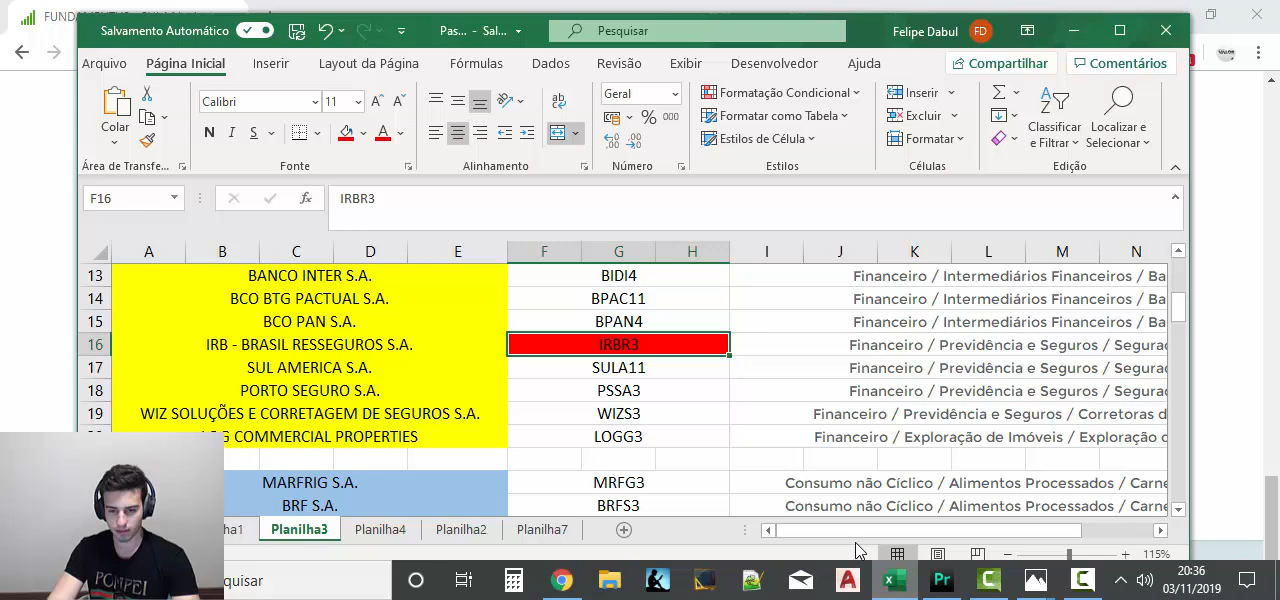 Salvamento Automático
Pas... - Sal...
Pesquisar
Felipe Dabul
FD
Arquivo
Página Inicial
Inserir
Layout da Página
Fórmulas
Dados
Revisão
Exibir
Desenvolvedor
Ajuda
Compartilhar
Comentários
Colar
Calibri
11
N I S
Geral
% 000
Formatação Condicional
Formatar como Tabela
Estilos de Célula
Inserir
Excluir
Formatar
Classificar
e Filtrar
Localizar e
Selecionar
Área de Transfe...
Fonte
Alinhamento
Número
Estilos
Células
Edição
F16
fx
IRBR3
A B C D E F G H I J K L M N
13 BANCO INTER S.A. BIDI4 Financeiro / Intermediários Financeiros / Ba
14 BCO BTG PACTUAL S.A. BPAC11 Financeiro / Intermediários Financeiros / Ba
15 BCO PAN S.A. BPAN4 Financeiro / Intermediários Financeiros / Ba
16 IRB - BRASIL RESSEGUROS S.A. IRBR3 Financeiro / Previdência e Seguros / Segurad
17 SUL AMERICA S.A. SULA11 Financeiro / Previdência e Seguros / Segurad
18 PORTO SEGURO S.A. PSSA3 Financeiro / Previdência e Seguros / Segurad
19 WIZ SOLUÇÕES E CORRETAGEM DE SEGUROS S.A. WIZS3 Financeiro / Previdência e Seguros / Corretoras d
COMMERCIAL PROPERTIES LOGG3 Financeiro / Exploração de Imóveis / Exploração d
MARFRIG S.A. MRFG3 Consumo não Cíclico / Alimentos Processados / Carne
BRF S.A. BRFS3 Consumo não Cíclico / Alimentos Processados / Carne
Planilha3
Planilha4
Planilha2
Planilha7
115%
20:36
03/11/2019
POMPEI